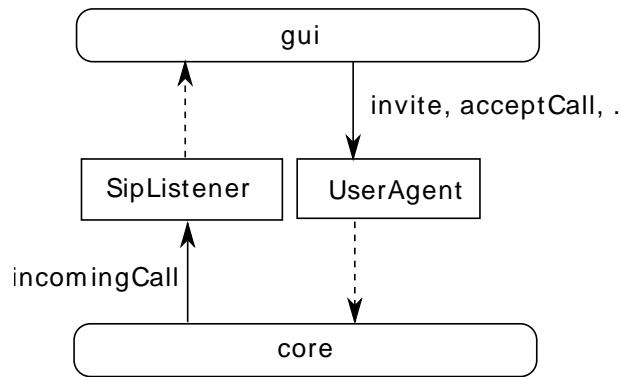 gui
invite, acceptCall, .
SipListener
UserAgent
incomingCall
core